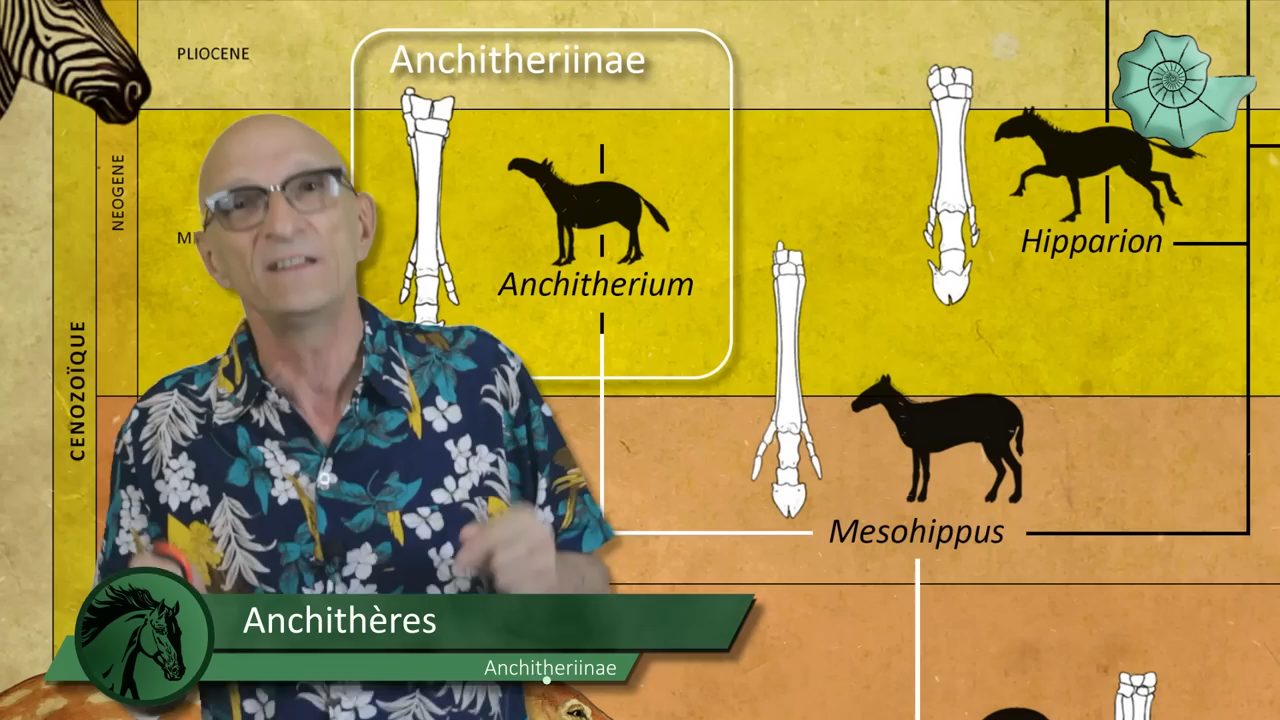 PLIOCENE
Anchitheriinae
NEOGENE
Anchitherium
Hipparion
CENOZOÏQUE
Mesohippus
Anchithères
Anchitheriinae